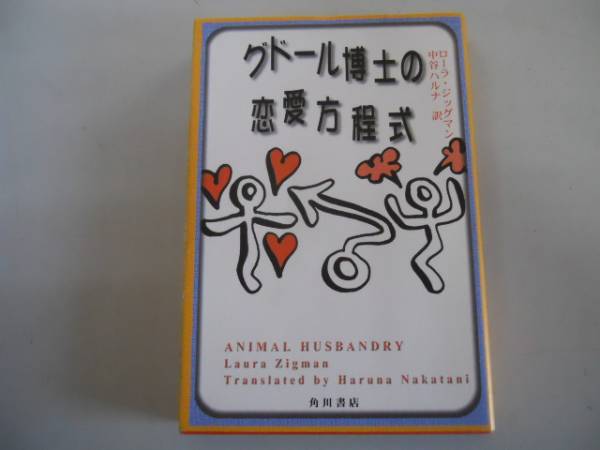 グドール博士の
恋愛方程式
ローラ・ジッグマン
中谷ハルナ 訳
ANIMAL HUSBANDRY
Laura Zigman
Translated by Haruna Nakatani
角川書店